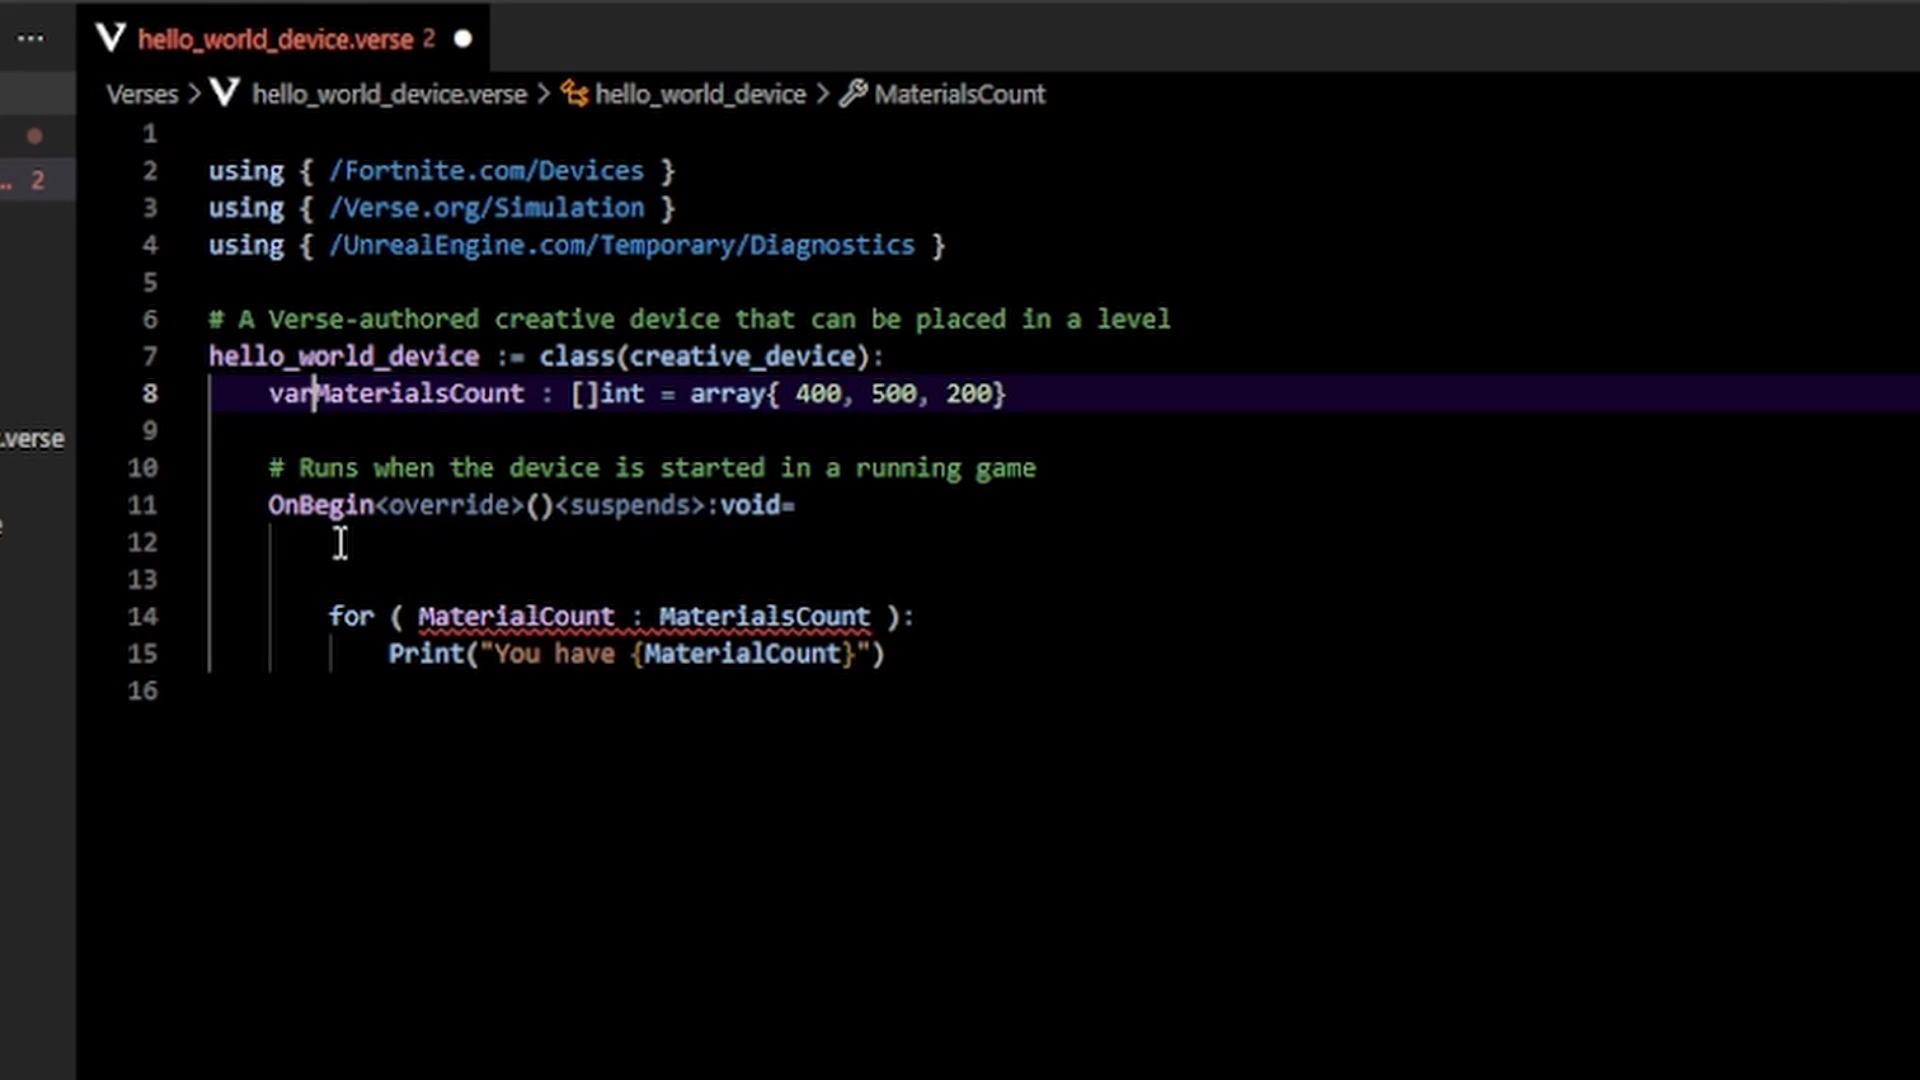 ... hello_world_device.verse 2
Verses > hello_world_device.verse > hello_world_device > MaterialsCount
1
.. 2
2 using { /Fortnite.com/Devices }
3 using { /Verse.org/Simulation }
4 using { /UnrealEngine.com/Temporary/Diagnostics }
5
6 # A Verse-authored creative device that can be placed in a level
7 hello_world_device := class(creative_device):
8 varMaterialsCount : []int = array{ 400, 500, 200}
9
.verse
10 # Runs when the device is started in a running game
11 OnBegin<override>()<suspends>:void=
12
13
14 for ( MaterialCount : MaterialsCount ):
15 Print("You have {MaterialCount}")
16